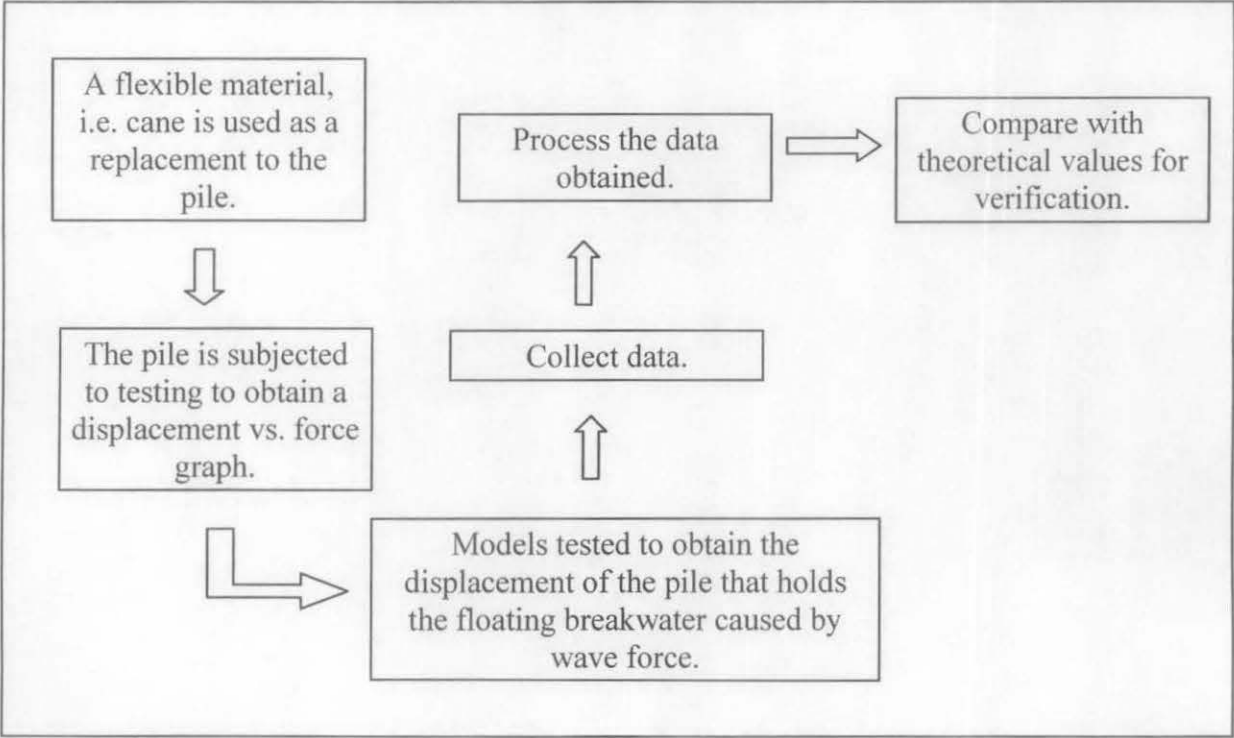 A flexible material,
i.e. cane is used as a
replacement to the
pile.
The pile is subjected
to testing to obtain a
displacement vs. force
graph.
Models tested to obtain the
displacement of the pile that holds
the floating breakwater caused by
wave force.
Collect data.
Process the data
obtained.
Compare with
theoretical values for
verification.